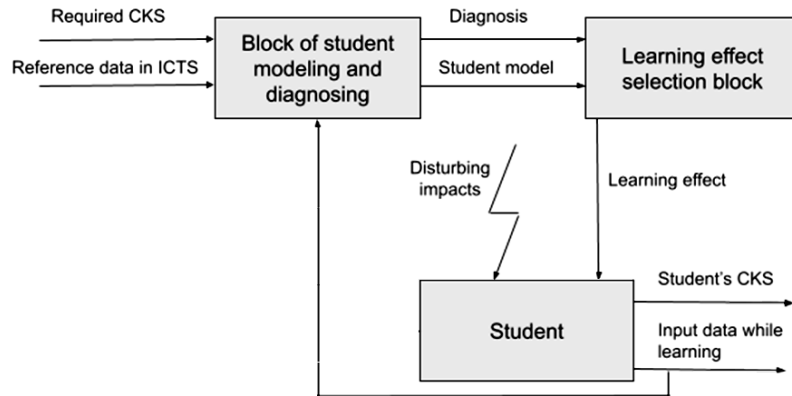 Required CKS
Reference data in ICTS
Block of student
modeling and
diagnosing
Diagnosis
Student model
Learning effect
selection block
Disturbing
impacts
Learning effect
Student
Student’s CKS
Input data while
learning